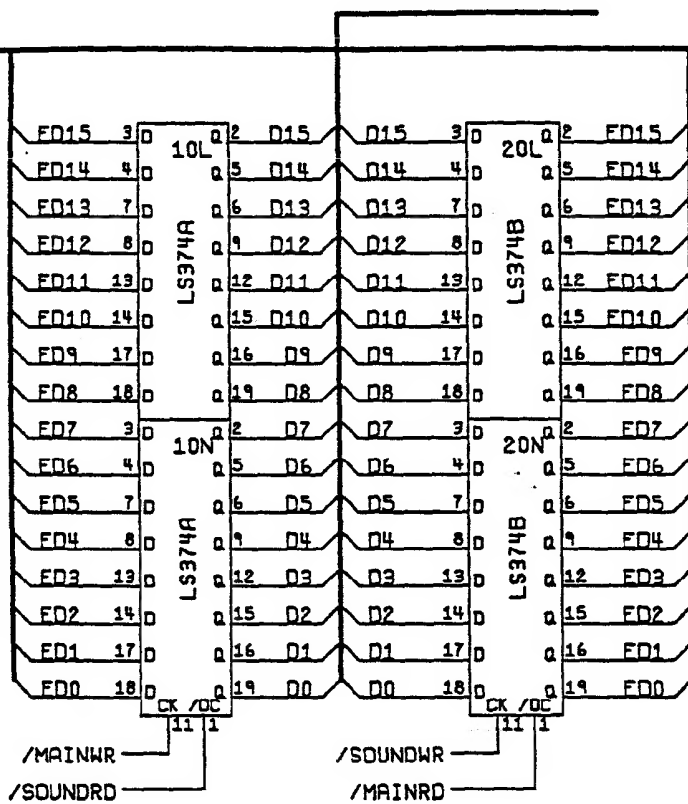 FD15 3 D Q 2 D15 D15 3 D Q 2 FD15
10L 20L
FD14 4 D Q 5 D14 D14 4 D Q 5 FD14
FD13 7 D Q 6 D13 D13 7 D Q 6 FD13
FD12 8 D Q 9 D12 D12 8 D Q 9 FD12
LS374A LS374B
FD11 13 D Q 12 D11 D11 13 D Q 12 FD11
FD10 14 D Q 15 D10 D10 14 D Q 15 FD10
FD9 17 D Q 16 D9 D9 17 D Q 16 FD9
FD8 18 D Q 19 D8 D8 18 D Q 19 FD8
FD7 3 D Q 2 D7 D7 3 D Q 2 FD7
10N 20N
FD6 4 D Q 5 D6 D6 4 D Q 5 FD6
FD5 7 D Q 6 D5 D5 7 D Q 6 FD5
FD4 8 D Q 9 D4 D4 8 D Q 9 FD4
LS374A LS374B
FD3 13 D Q 12 D3 D3 13 D Q 12 FD3
FD2 14 D Q 15 D2 D2 14 D Q 15 FD2
FD1 17 D Q 16 D1 D1 17 D Q 16 FD1
FD0 18 D Q 19 D0 D0 18 D Q 19 FD0
CK /OC CK /OC
11 1 11 1
/MAINWR /SOUNDWR
/SOUNDRD /MAINRD